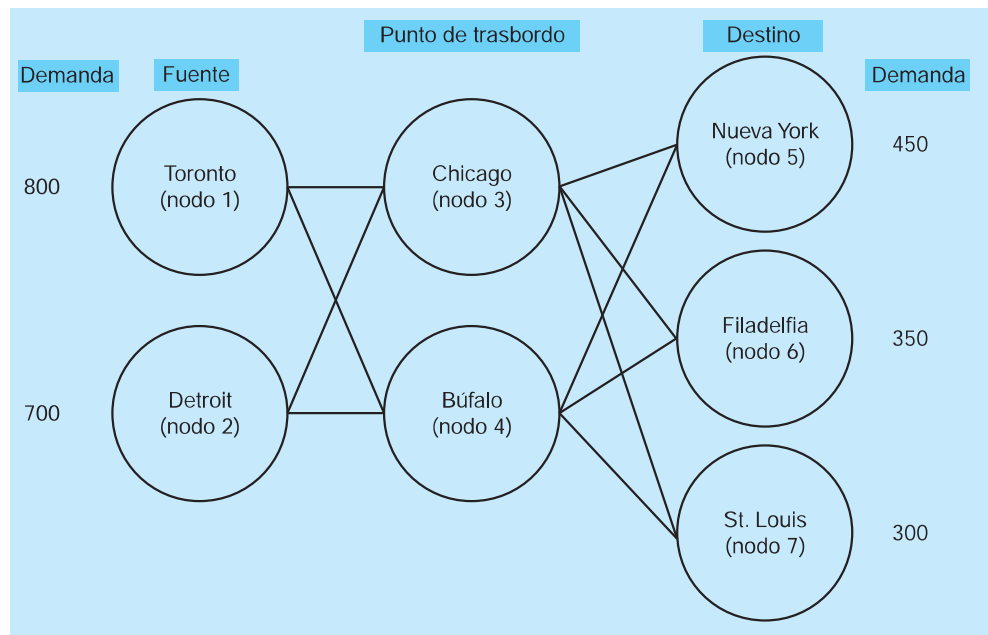 Punto de trasbordo
Destino
Demanda
Fuente
Demanda
Nueva York
(nodo 5)
450
800
Toronto
(nodo 1)
Chicago
(nodo 3)
Filadelfia
(nodo 6)
350
700
Detroit
(nodo 2)
Búfalo
(nodo 4)
St. Louis
(nodo 7)
300